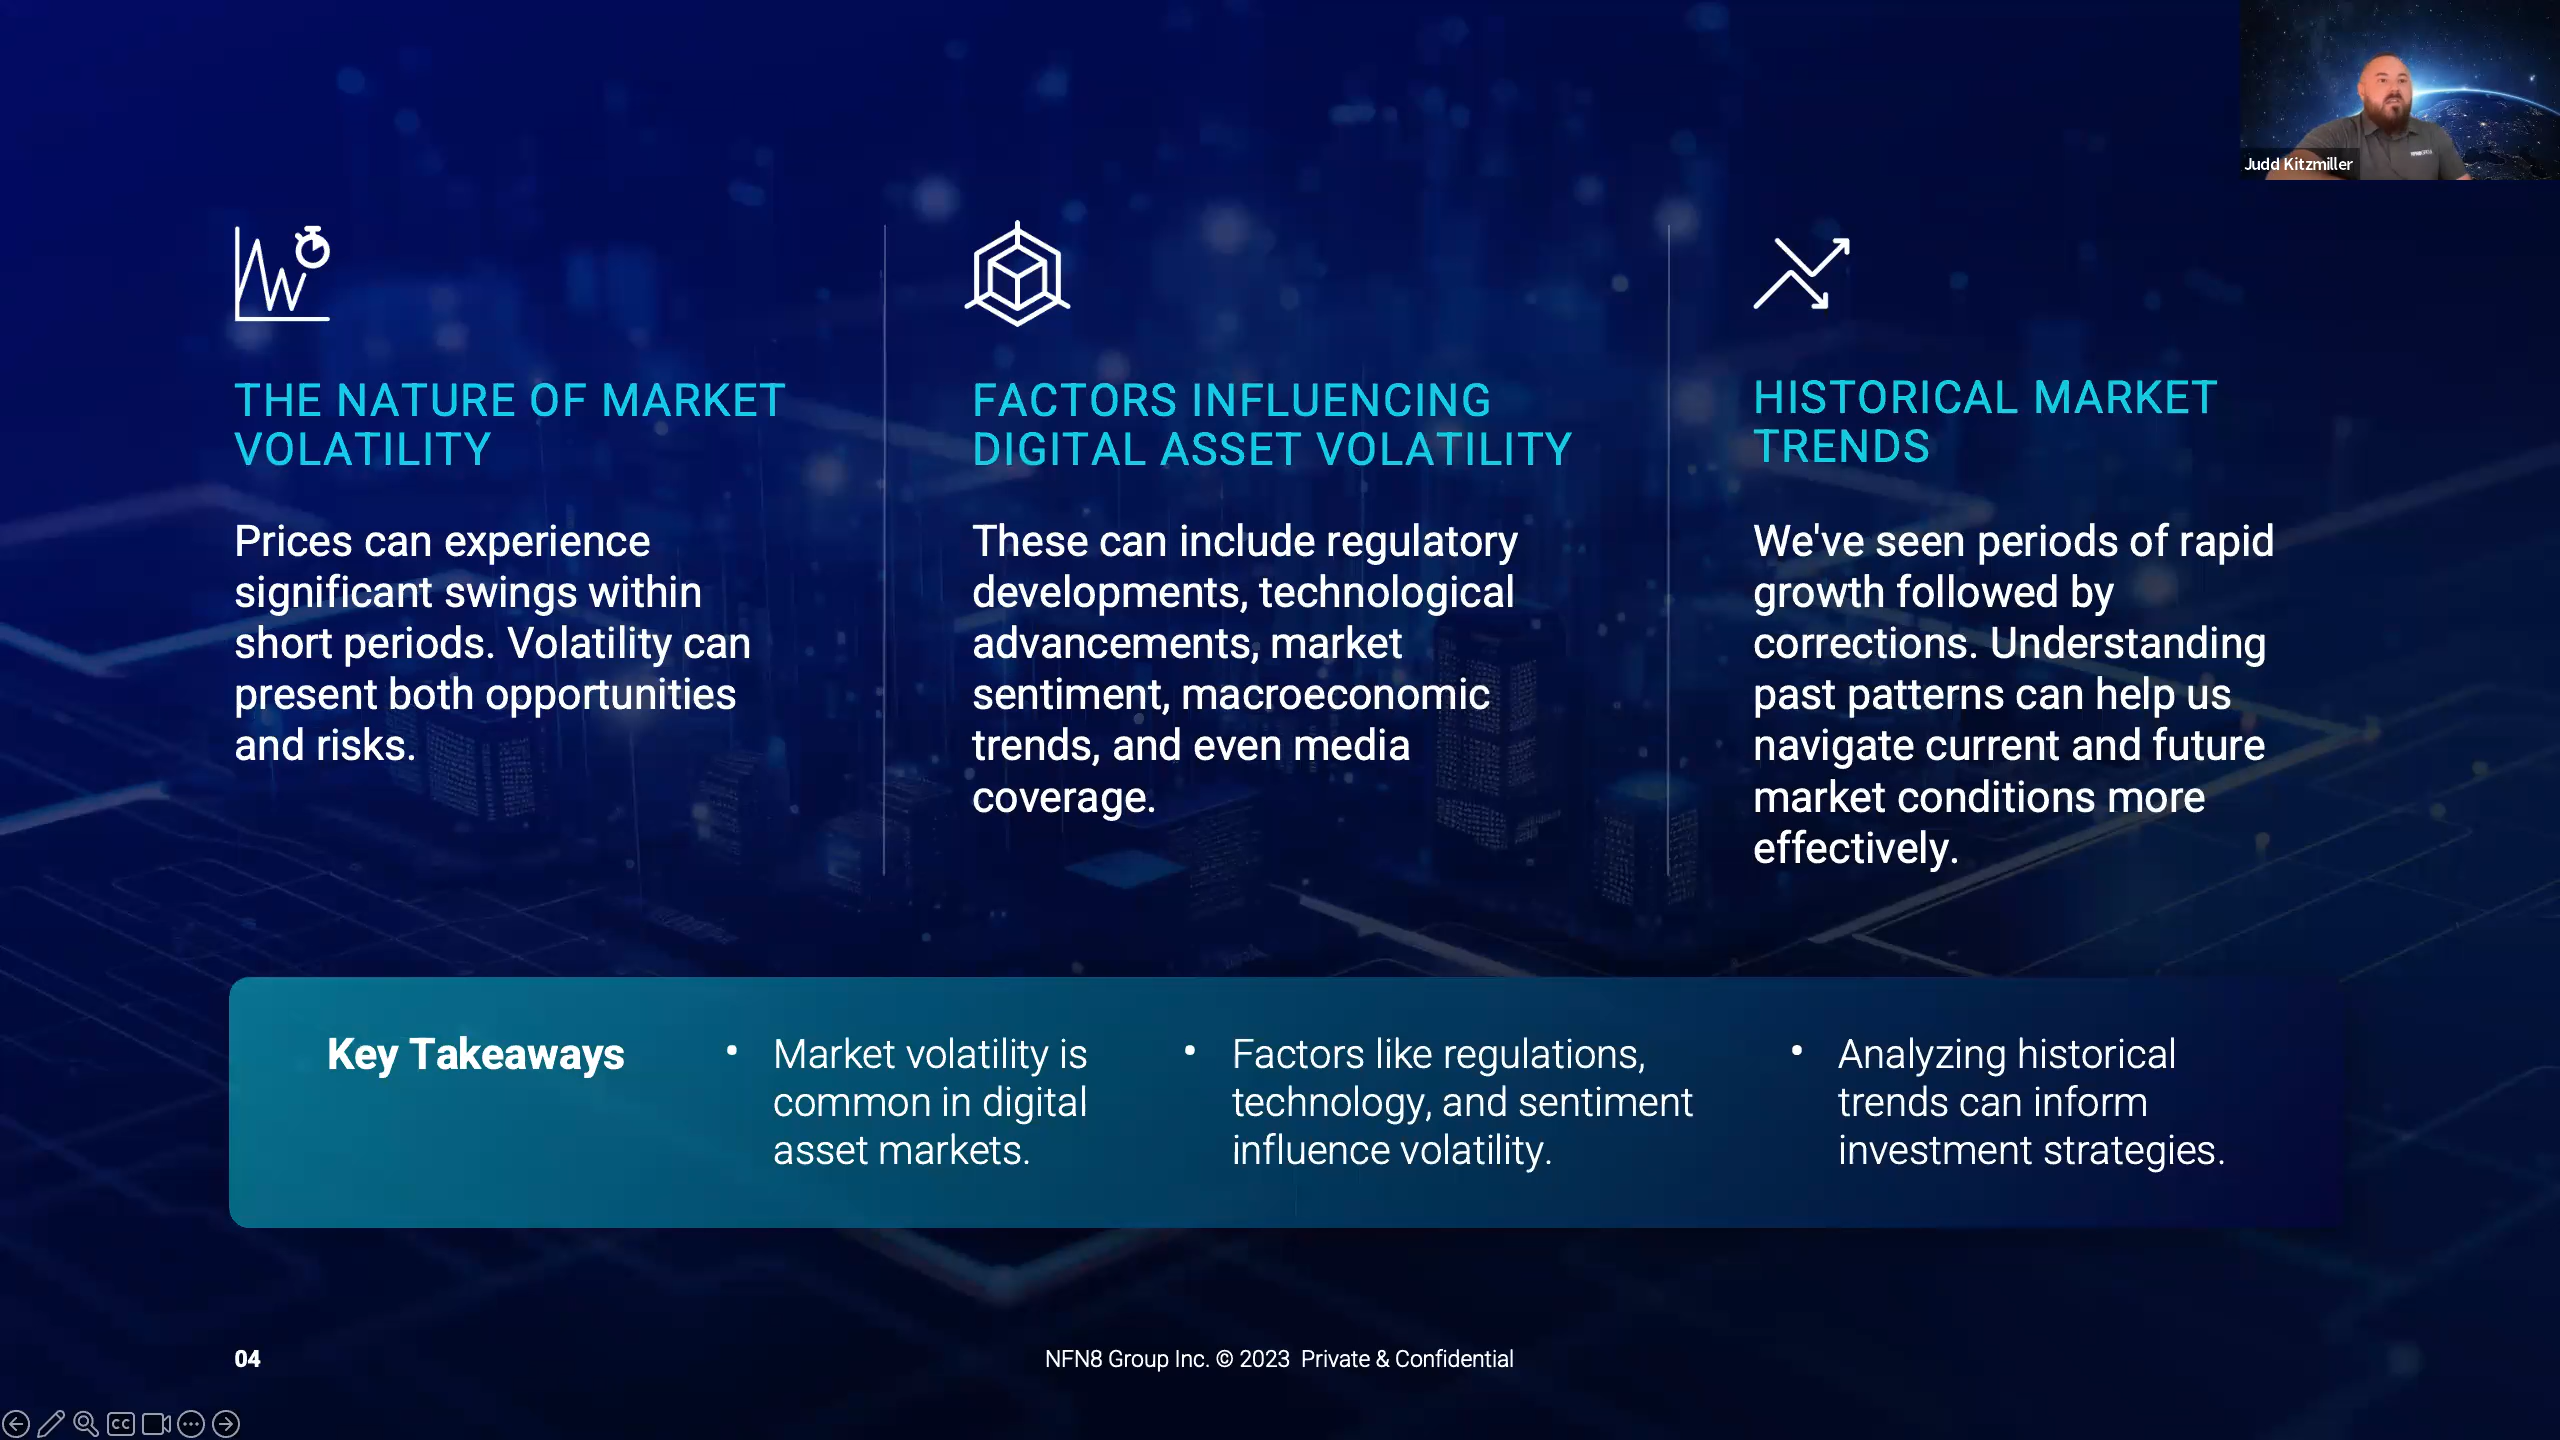 Judd Kitzmiller
THE NATURE OF MARKET
VOLATILITY
Prices can experience
significant swings within
short periods. Volatility can
present both opportunities
and risks.
FACTORS INFLUENCING
DIGITAL ASSET VOLATILITY
These can include regulatory
developments, technological
advancements, market
sentiment, macroeconomic
trends, and even media
coverage.
HISTORICAL MARKET
TRENDS
We've seen periods of rapid
growth followed by
corrections. Understanding
past patterns can help us
navigate current and future
market conditions more
effectively.
Key Takeaways
• Market volatility is
common in digital
asset markets.
• Factors like regulations,
technology, and sentiment
influence volatility.
• Analyzing historical
trends can inform
investment strategies.
04
NFN8 Group Inc. © 2023 Private & Confidential
CC